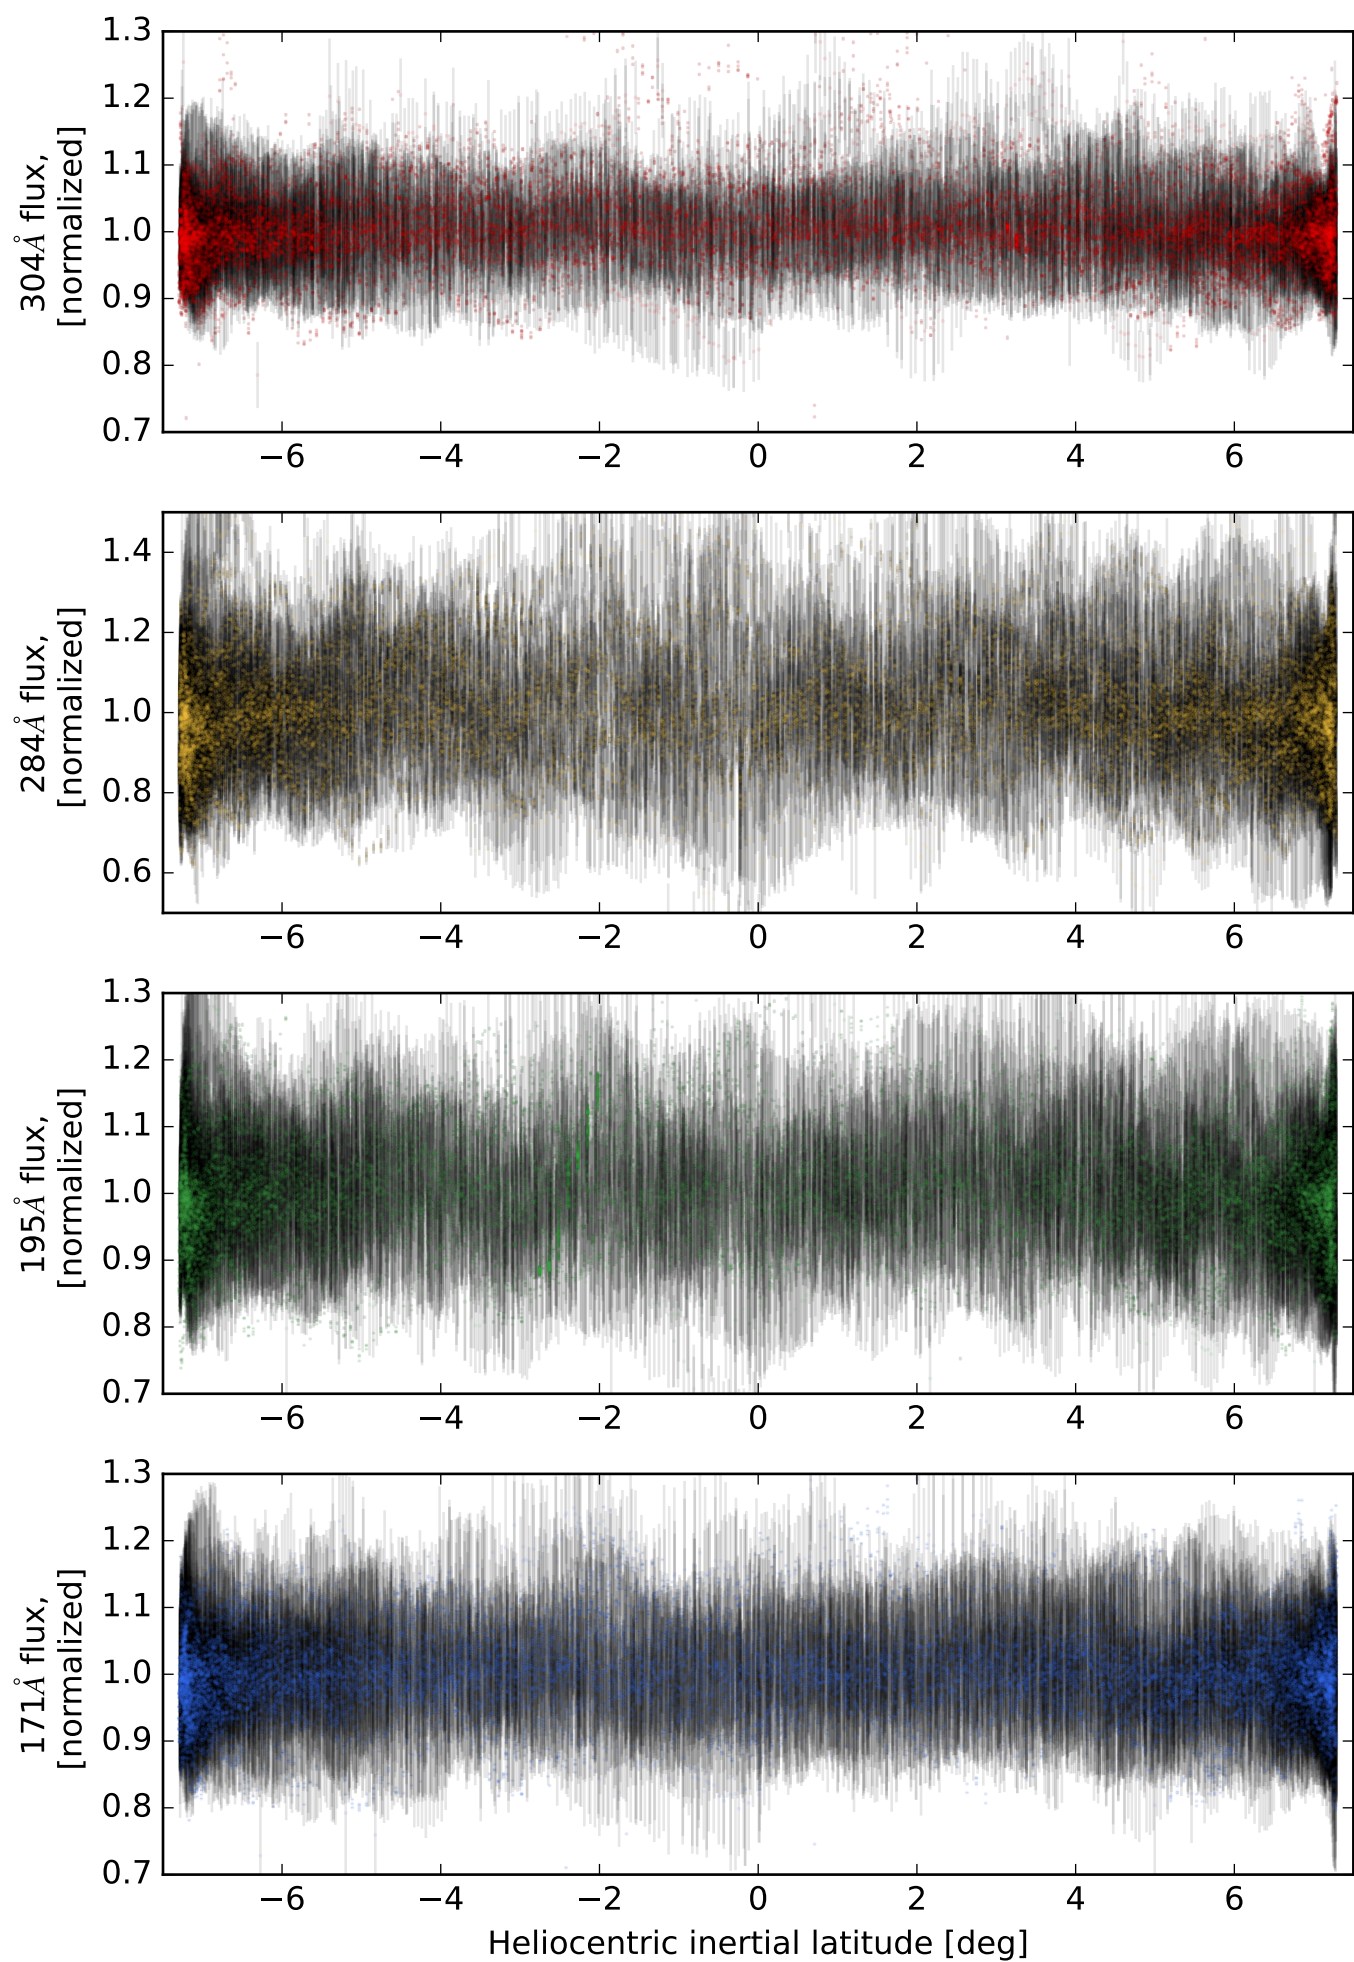 304Å flux,
[normalized]
1.3
1.2
1.1
1.0
0.9
0.8
0.7
−6 −4 −2 0 2 4 6
284Å flux,
[normalized]
1.4
1.2
1.0
0.8
0.6
−6 −4 −2 0 2 4 6
195Å flux,
[normalized]
1.3
1.2
1.1
1.0
0.9
0.8
0.7
−6 −4 −2 0 2 4 6
171Å flux,
[normalized]
1.3
1.2
1.1
1.0
0.9
0.8
0.7
−6 −4 −2 0 2 4 6
Heliocentric inertial latitude [deg]